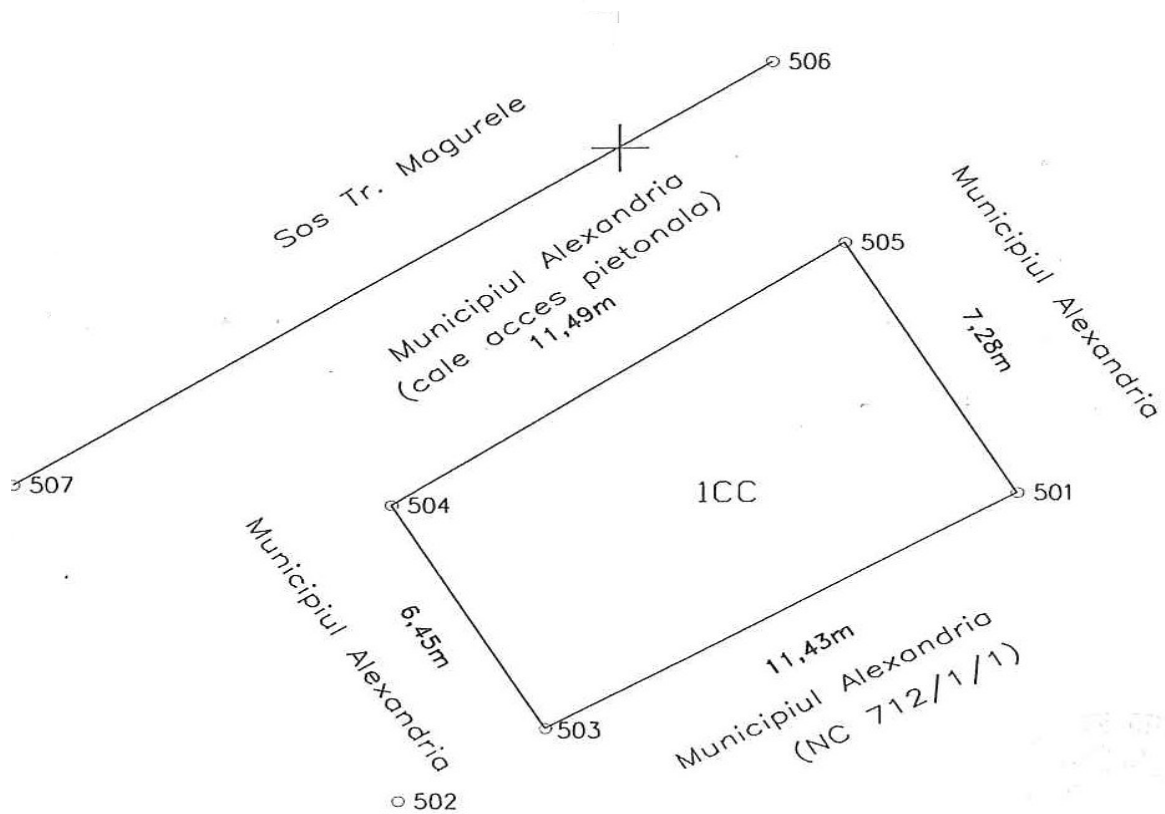 506
Sos Tr. Magurele
Municipiul Alexandria
(cale acces pietonala)
11,49m
505
Municipiul Alexandria
7,28m
507
504
1CC
501
Municipiul Alexandria
6,45m
11,43m
503
Municipiul Alexandria
(NC 712/1/1)
502